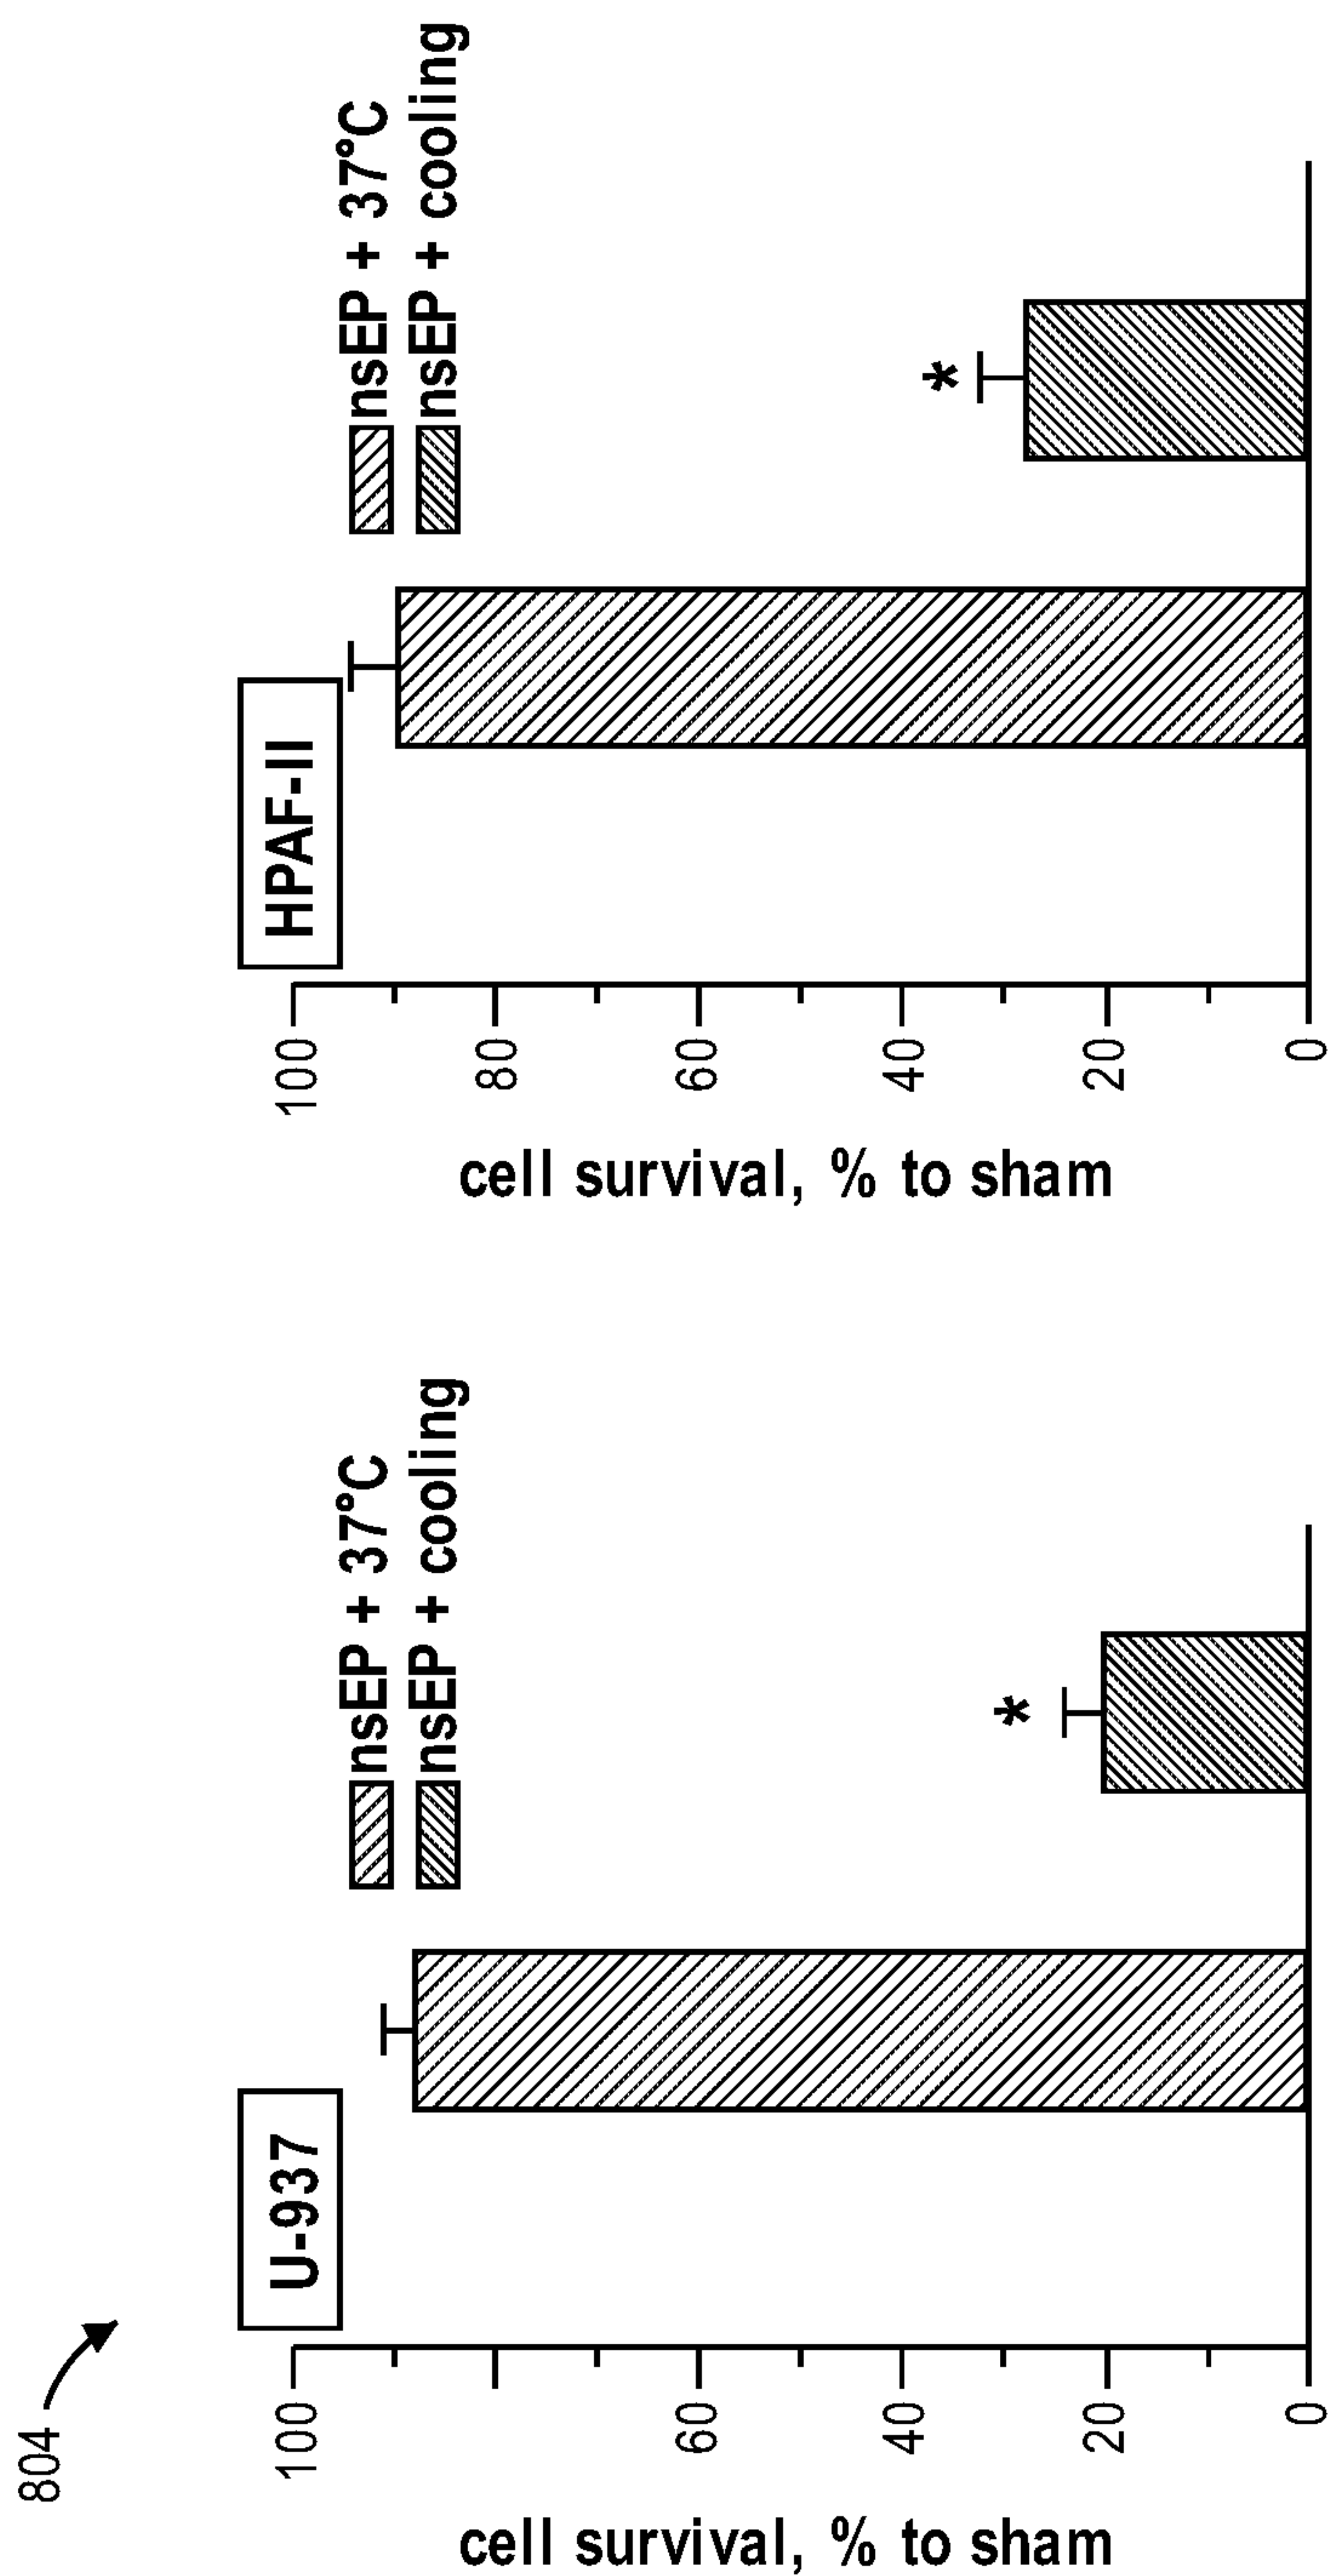 804
U-937
nsEP + 37°C
nsEP + cooling
cell survival, % to sham
100
60
40
20
0
*
HPAF-II
nsEP + 37°C
nsEP + cooling
cell survival, % to sham
100
80
60
40
20
0
*